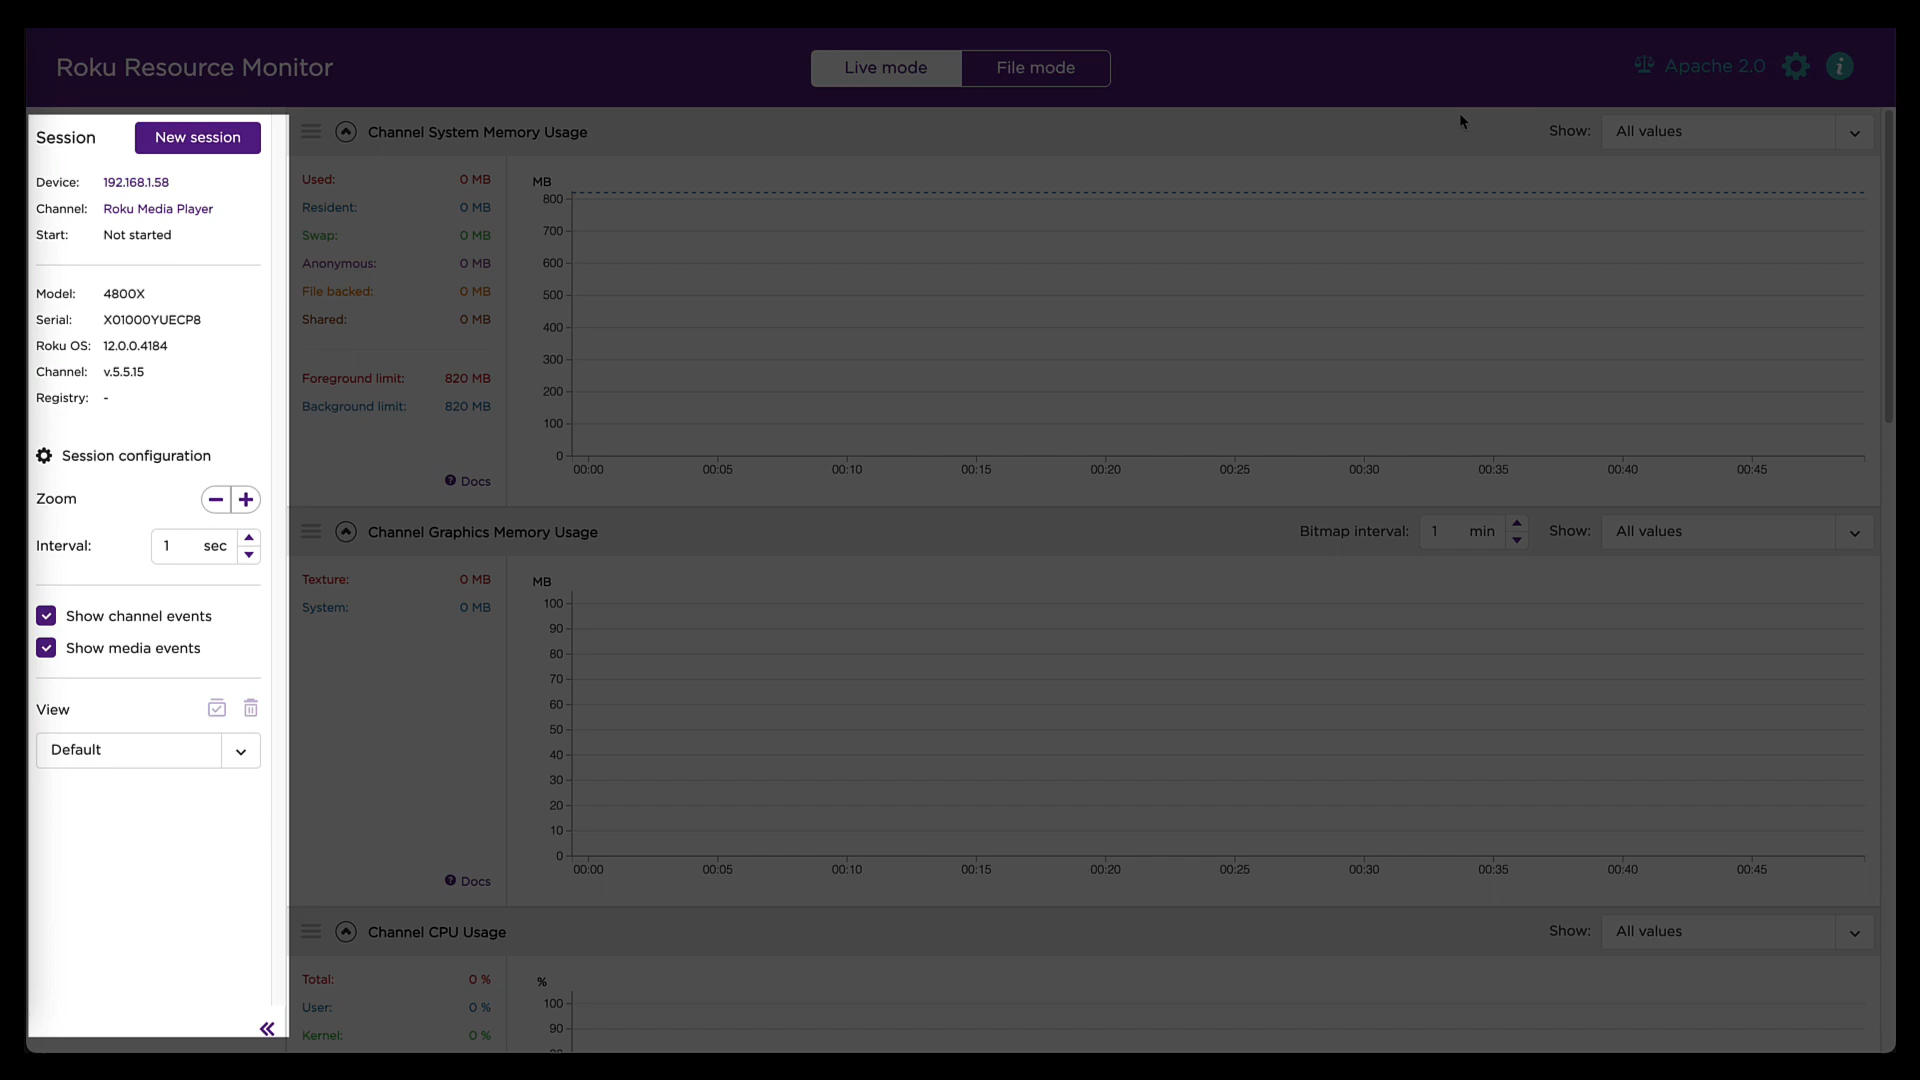 Roku Resource Monitor
Live mode
File mode
Apache 2.0
Session
New session
Device: 192.168.1.58
Channel: Roku Media Player
Start: Not started
Model: 4800X
Serial: X01000YUECP8
Roku OS: 12.0.0.4184
Channel: v.5.5.15
Registry: -
Session configuration
Zoom
Interval: 1 sec
Show channel events
Show media events
View
Default
Channel System Memory Usage
Show: All values
Used: 0 MB
Resident: 0 MB
Swap: 0 MB
Anonymous: 0 MB
File backed: 0 MB
Shared: 0 MB
Foreground limit: 820 MB
Background limit: 820 MB
Docs
MB
800
700
600
500
400
300
200
100
0
00:00 00:05 00:10 00:15 00:20 00:25 00:30 00:35 00:40 00:45
Channel Graphics Memory Usage
Bitmap interval: 1 min
Show: All values
Texture: 0 MB
System: 0 MB
Docs
MB
100
90
80
70
60
50
40
30
20
10
0
00:00 00:05 00:10 00:15 00:20 00:25 00:30 00:35 00:40 00:45
Channel CPU Usage
Show: All values
Total: 0 %
User: 0 %
Kernel: 0 %
%
100
90